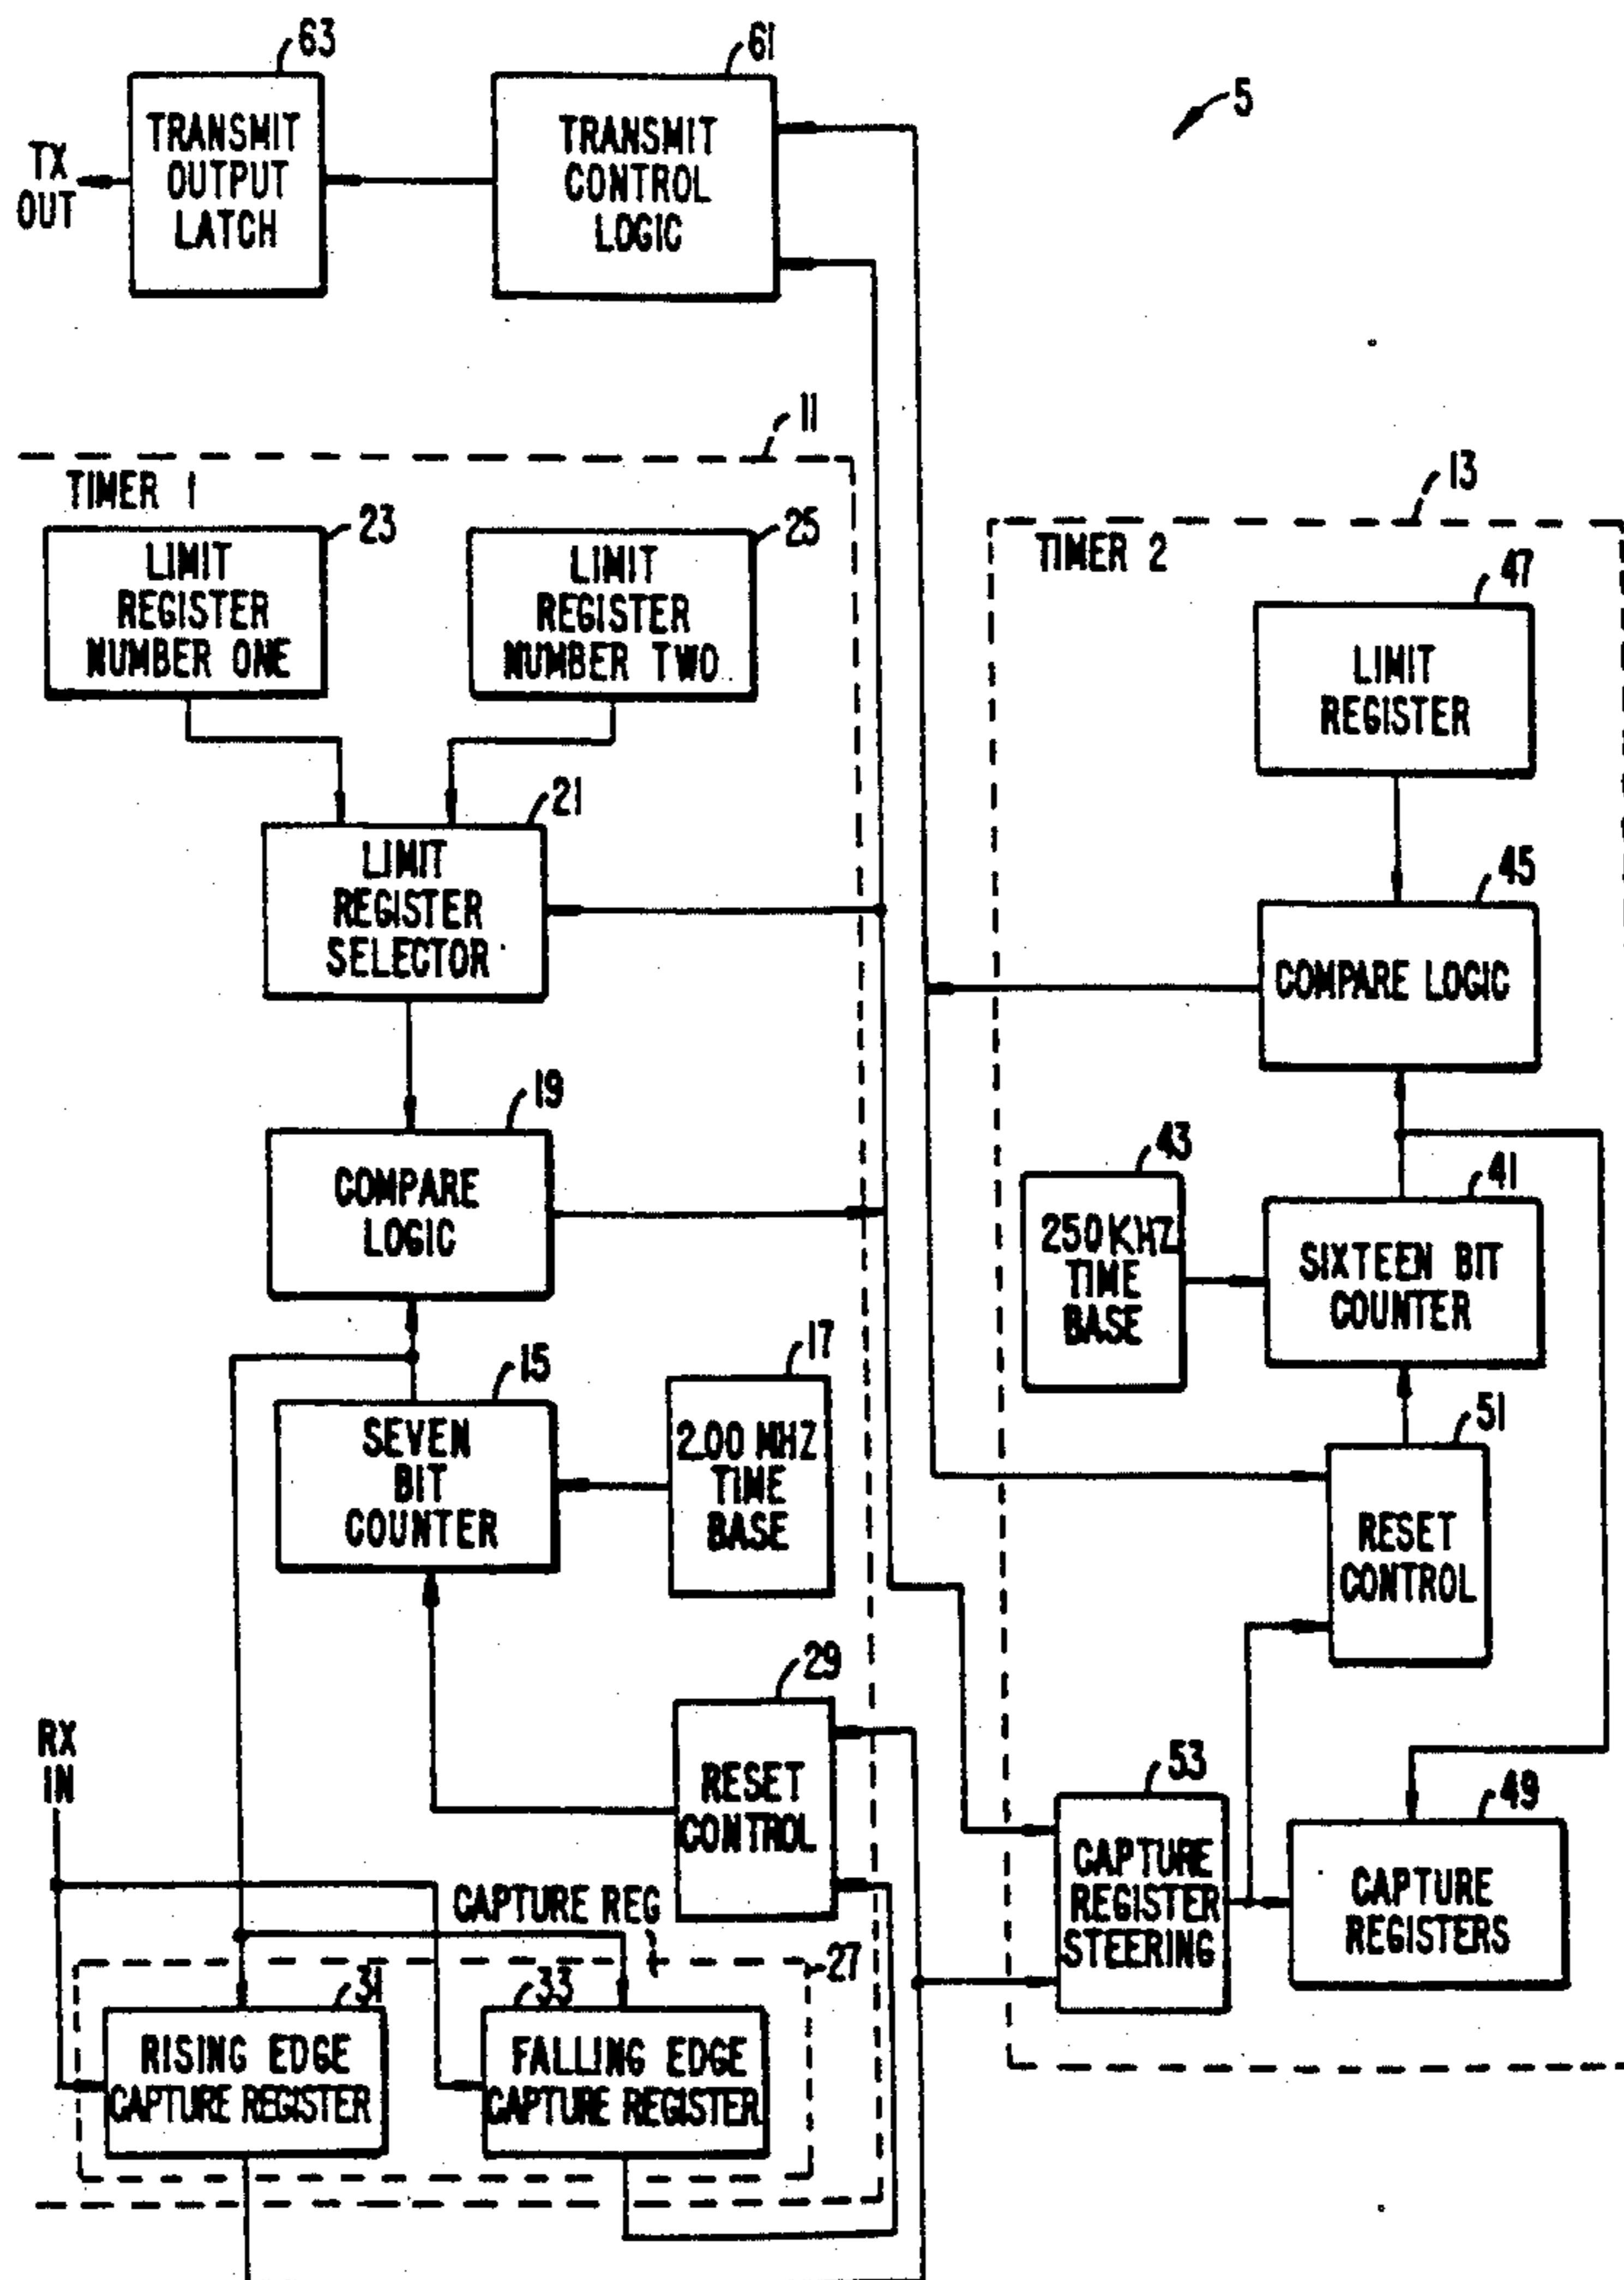 63
61
5
TRANSMIT
OUTPUT
LATCH
TRANSMIT
CONTROL
LOGIC
TX
OUT
11
TIMER 1
13
TIMER 2
23
LIMIT
REGISTER
NUMBER ONE
25
LIMIT
REGISTER
NUMBER TWO
47
LIMIT
REGISTER
21
LIMIT
REGISTER
SELECTOR
45
COMPARE LOGIC
19
COMPARE
LOGIC
43
250 KHZ
TIME
BASE
41
SIXTEEN BIT
COUNTER
15
SEVEN
BIT
COUNTER
17
2.00 MHZ
TIME
BASE
51
RESET
CONTROL
29
RESET
CONTROL
RX
IN
53
CAPTURE
REGISTER
STEERING
49
CAPTURE
REGISTERS
CAPTURE REG
27
31
RISING EDGE
CAPTURE REGISTER
33
FALLING EDGE
CAPTURE REGISTER